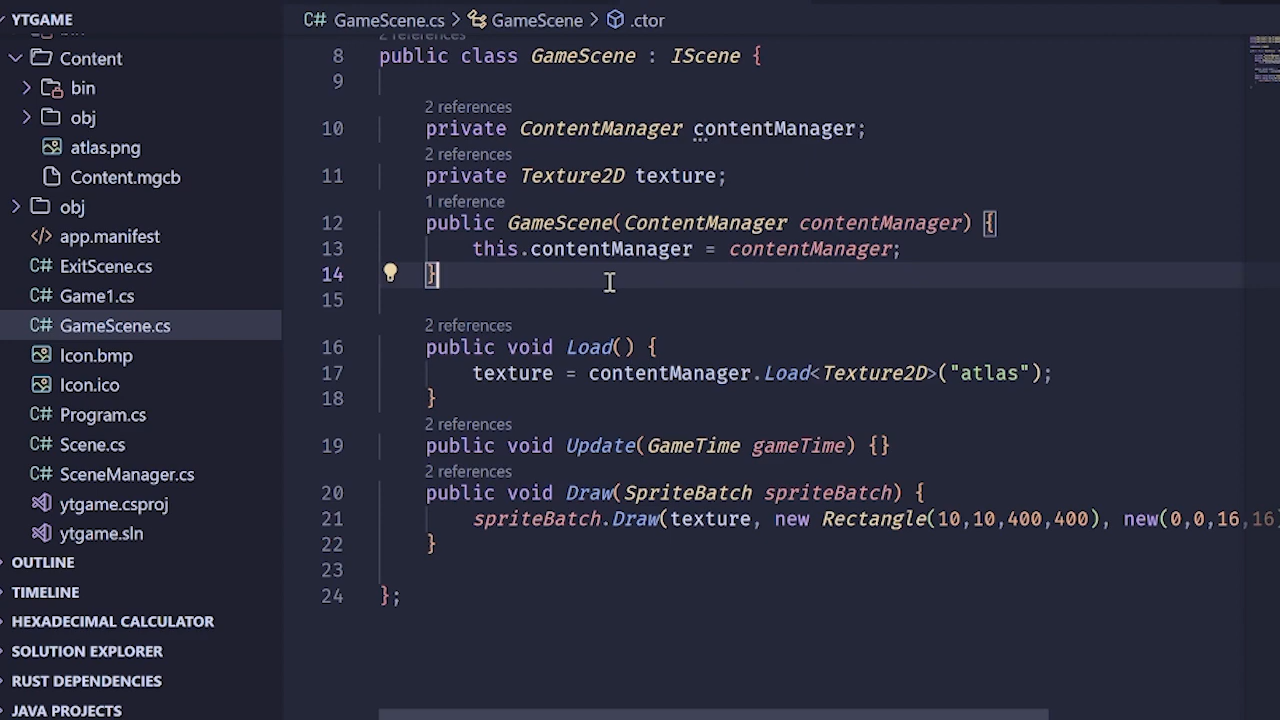 YTGAME
GameScene.cs > GameScene > .ctor
Content
bin
obj
atlas.png
Content.mgcb
obj
app.manifest
C# ExitScene.cs
C# Game1.cs
C# GameScene.cs
Icon.bmp
Icon.ico
C# Program.cs
C# Scene.cs
C# SceneManager.cs
ytgame.csproj
ytgame.sln
OUTLINE
TIMELINE
HEXADECIMAL CALCULATOR
SOLUTION EXPLORER
RUST DEPENDENCIES
JAVA PROJECTS
2 references
8 public class GameScene : IScene {
9
2 references
10 private ContentManager contentManager;
2 references
11 private Texture2D texture;
1 reference
12 public GameScene(ContentManager contentManager) {
13 this.contentManager = contentManager;
14 }
15
2 references
16 public void Load() {
17 texture = contentManager.Load<Texture2D>("atlas");
18 }
2 references
19 public void Update(GameTime gameTime) {}
2 references
20 public void Draw(SpriteBatch spriteBatch) {
21 spriteBatch.Draw(texture, new Rectangle(10,10,400,400), new(0,0,16,16)
22 }
23
24 };